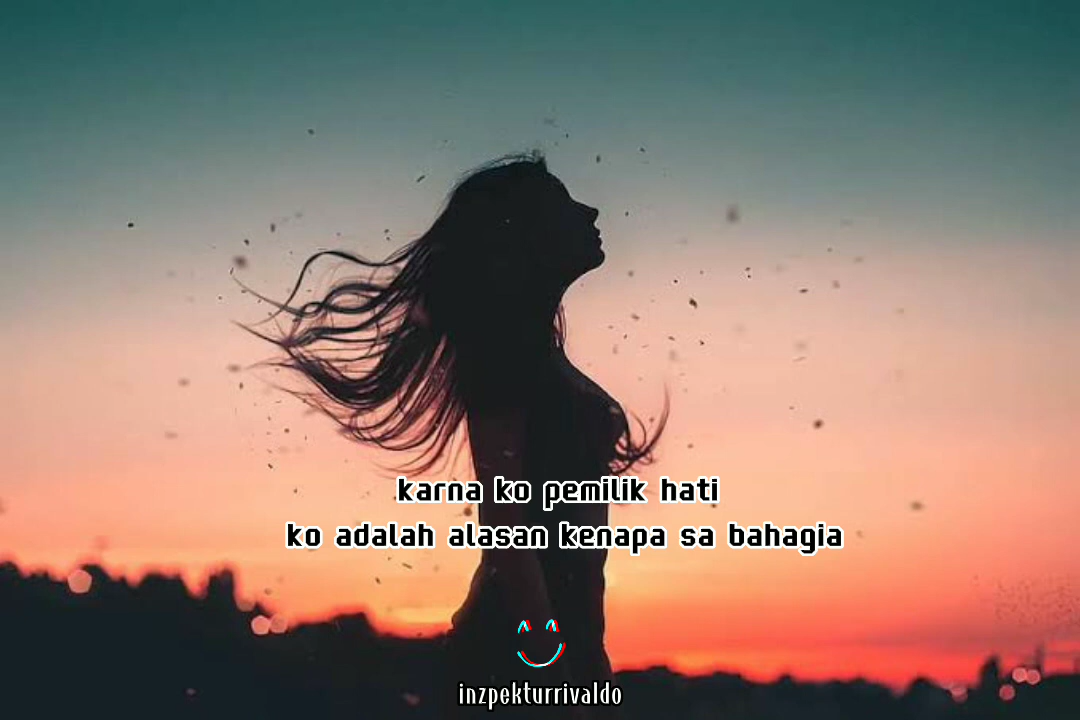 karna ko pemilik hati
ko adalah alasan kenapa sa bahagia
inzpekturrivaldo